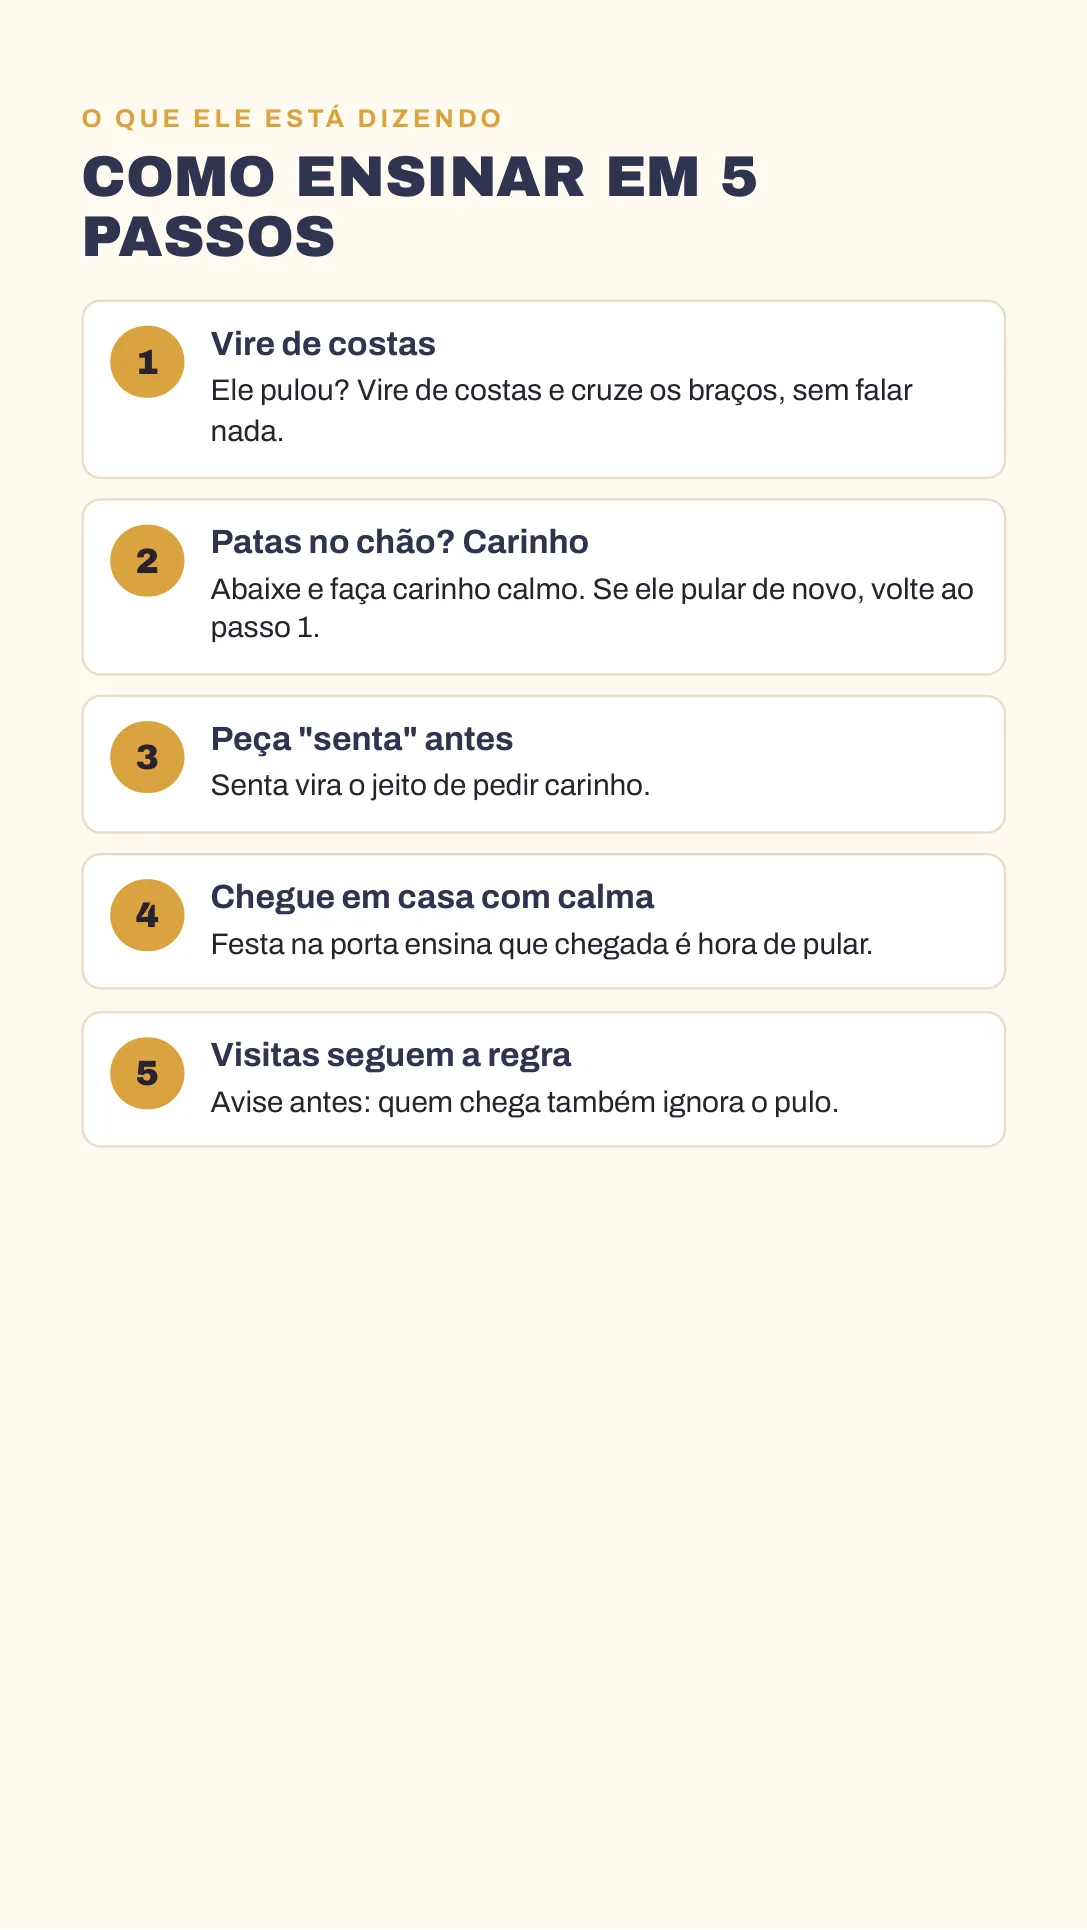 O QUE ELE ESTÁ DIZENDO
COMO ENSINAR EM 5
PASSOS
1
Vire de costas
Ele pulou? Vire de costas e cruze os braços, sem falar
nada.
2
Patas no chão? Carinho
Abaixe e faça carinho calmo. Se ele pular de novo, volte ao
passo 1.
3
Peça "senta" antes
Senta vira o jeito de pedir carinho.
4
Chegue em casa com calma
Festa na porta ensina que chegada é hora de pular.
5
Visitas seguem a regra
Avise antes: quem chega também ignora o pulo.